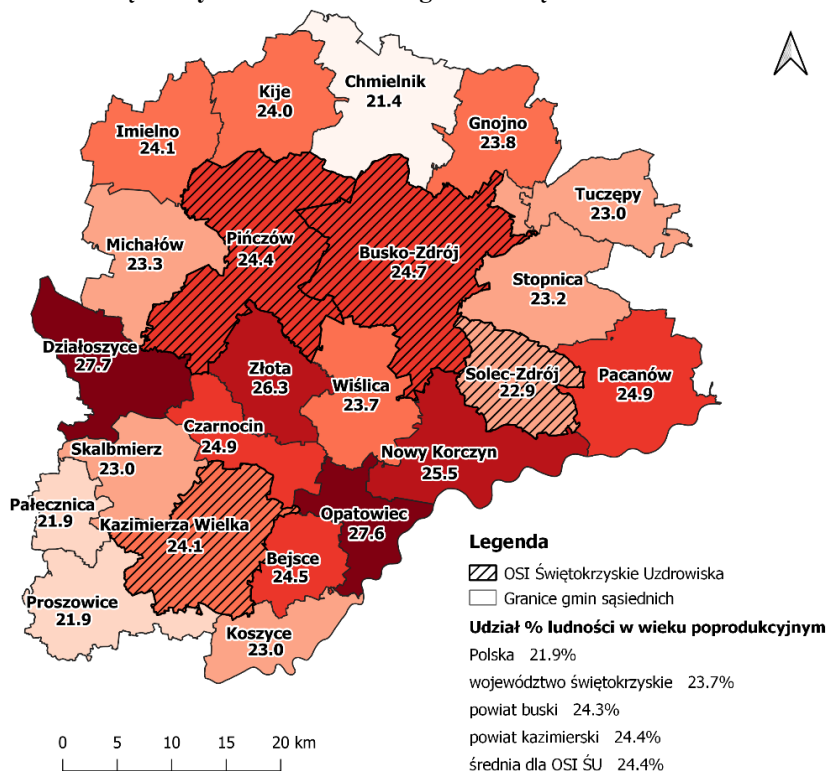 Chmielnik
21.4
Kije
24.0
Gnojno
23.8
Imielno
24.1
Tuczępy
23.0
Michałów
23.3
Pińczów
24.4
Busko-Zdrój
24.7
Stopnica
23.2
Działoszyce
27.7
Złota
26.3
Wiślica
23.7
Solec-Zdrój
22.9
Pacanów
24.9
Czarnocin
24.9
Skalbmierz
23.0
Nowy Korczyn
25.5
Pałecznica
21.9
Kazimierza Wielka
24.1
Opatowiec
27.6
Bejsce
24.5
Proszowice
21.9
Koszyce
23.0
Legenda
OSI Świętokrzyskie Uzdrowiska
Granice gmin sąsiednich
Udział % ludności w wieku poprodukcyjnym
Polska 21.9%
województwo świętokrzyskie 23.7%
powiat buski 24.3%
powiat kazimierski 24.4%
średnia dla OSI ŚU 24.4%
0 5 10 15 20 km